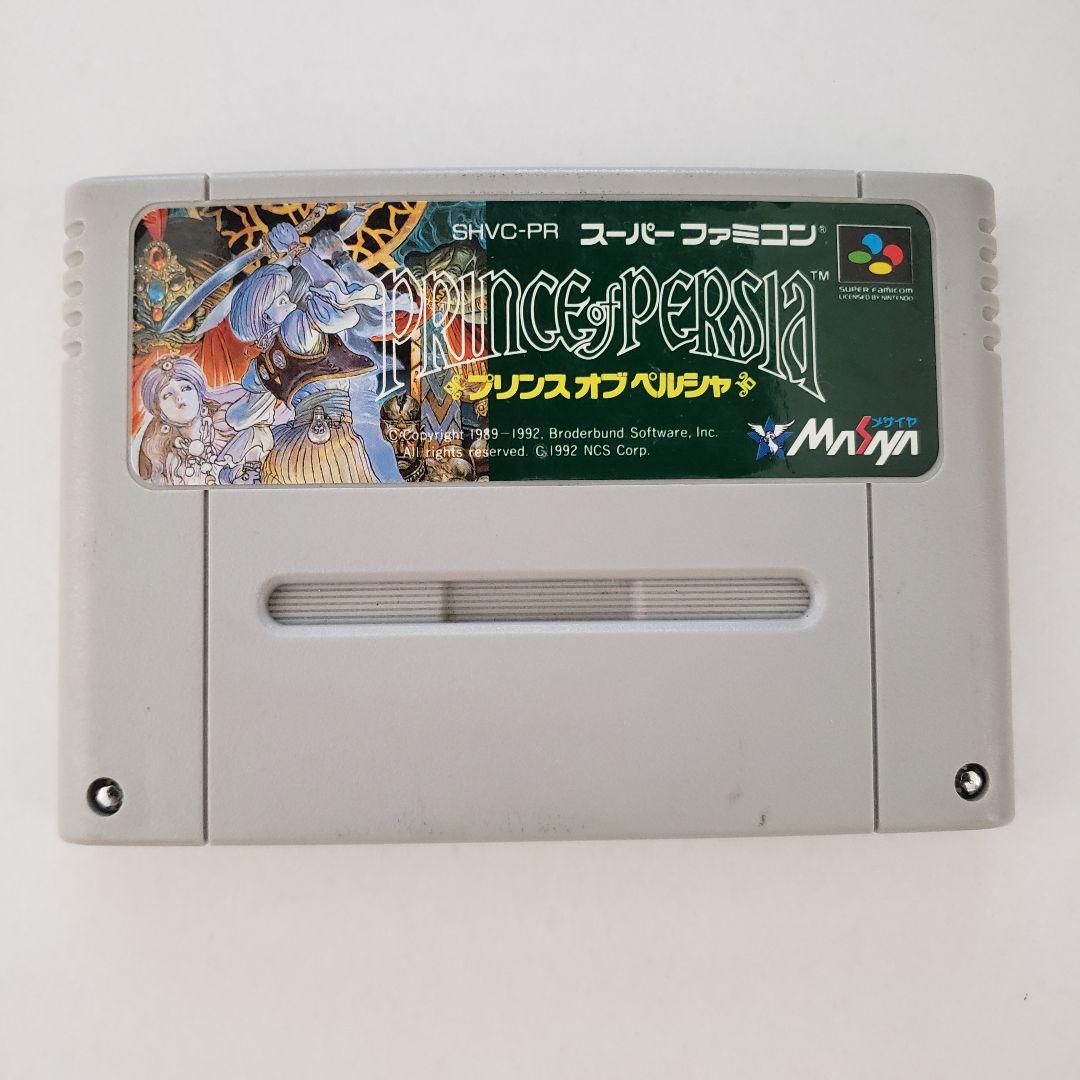 SHVC-PR スーパーファミコン®
PRINCE of PERSIA™
プリンス オブ ペルシャ
SUPER FAMICOM
LICENSED BY NINTENDO
© Copyright 1989-1992, Broderbund Software, Inc.
All rights reserved. © 1992 NCS Corp.
メサイヤ
MASAYA